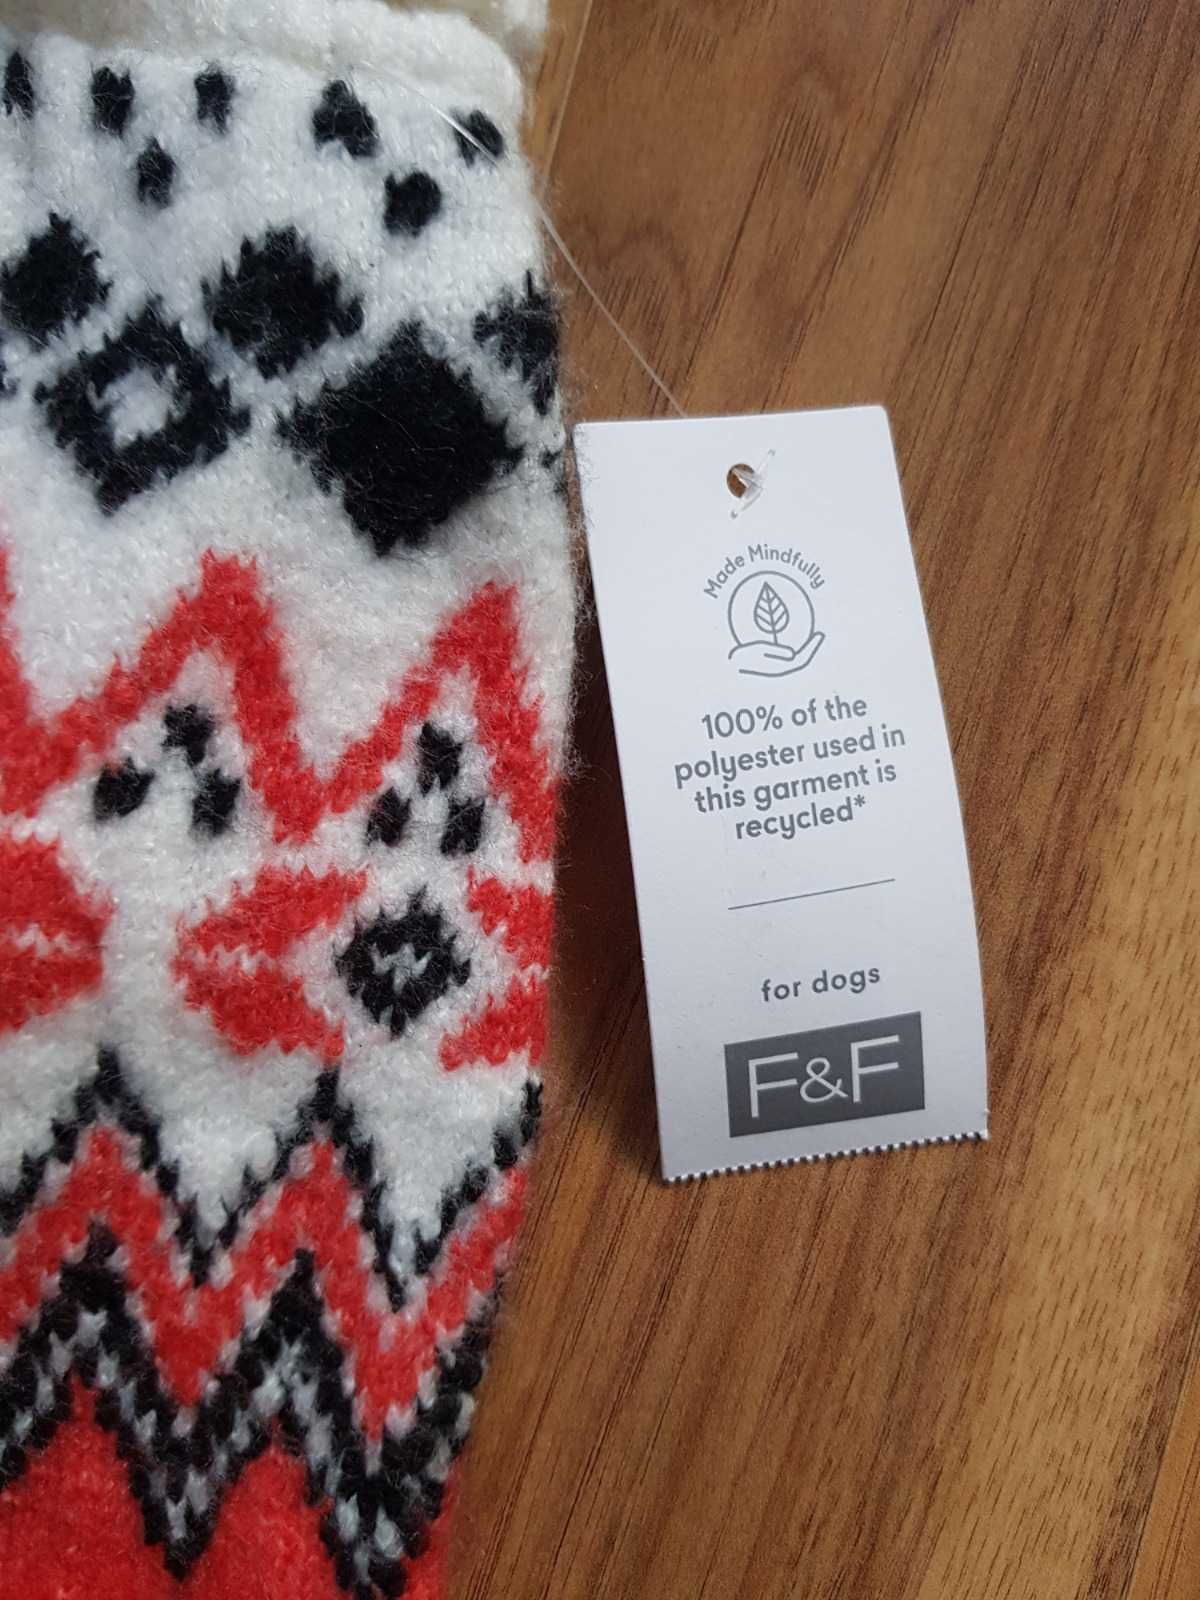 Made Mindfully
100% of the
polyester used in
this garment is
recycled*
for dogs
F&F